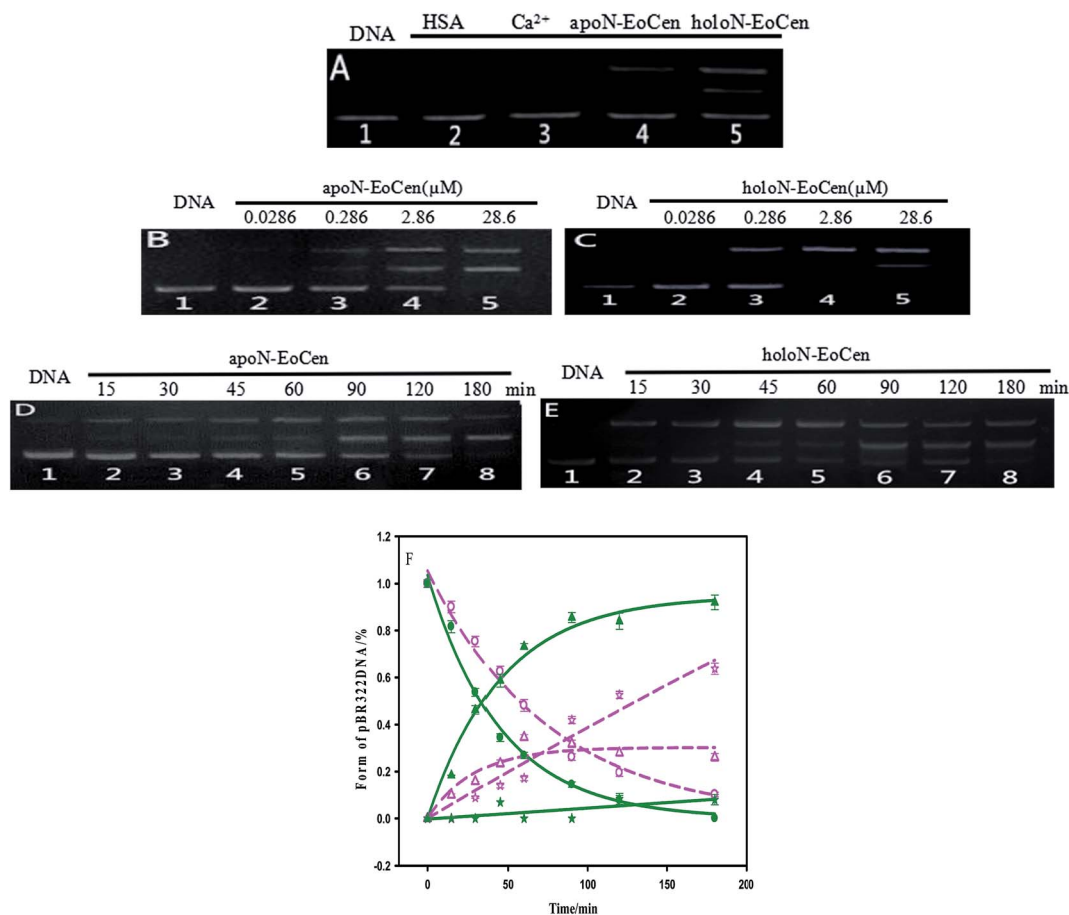 DNA HSA Ca²⁺ apoN-EoCen holoN-EoCen
A
1 2 3 4 5
apoN-EoCen(μM)
DNA 0.0286 0.286 2.86 28.6
B
1 2 3 4 5
holoN-EoCen(μM)
DNA 0.0286 0.286 2.86 28.6
C
1 2 3 4 5
apoN-EoCen
DNA 15 30 45 60 90 120 180 min
D
1 2 3 4 5 6 7 8
holoN-EoCen
DNA 15 30 45 60 90 120 180 min
E
1 2 3 4 5 6 7 8
F
Form of pBR322DNA/%
1.2
1.0
0.8
0.6
0.4
0.2
0.0
-0.2
0 50 100 150 200
Time/min